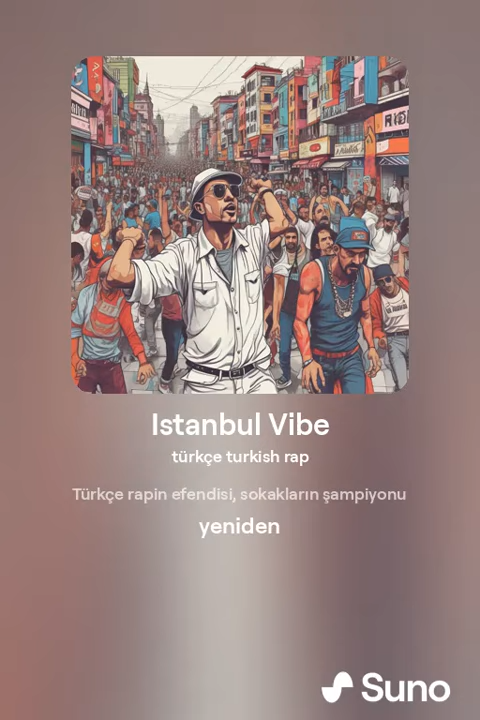 Istanbul Vibe
türkçe turkish rap
Türkçe rapin efendisi, sokakların şampiyonu
yeniden
Suno